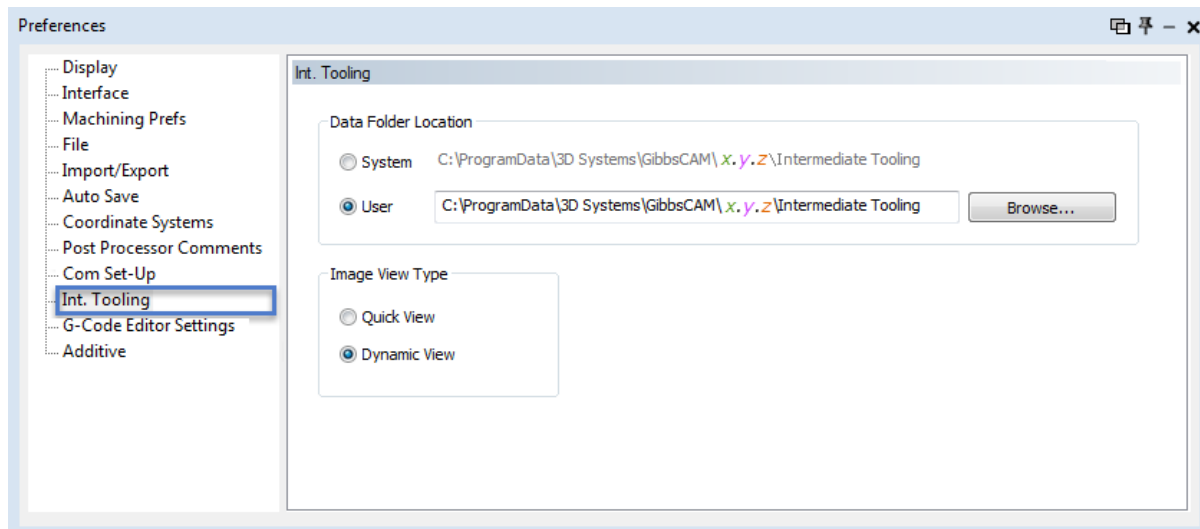 Preferences
Display
Interface
Machining Prefs
File
Import/Export
Auto Save
Coordinate Systems
Post Processor Comments
Com Set-Up
Int. Tooling
G-Code Editor Settings
Additive
Int. Tooling
Data Folder Location
System C:\ProgramData\3D Systems\GibbsCAM\x.y.z\Intermediate Tooling
User C:\ProgramData\3D Systems\GibbsCAM\x.y.z\Intermediate Tooling Browse...
Image View Type
Quick View
Dynamic View